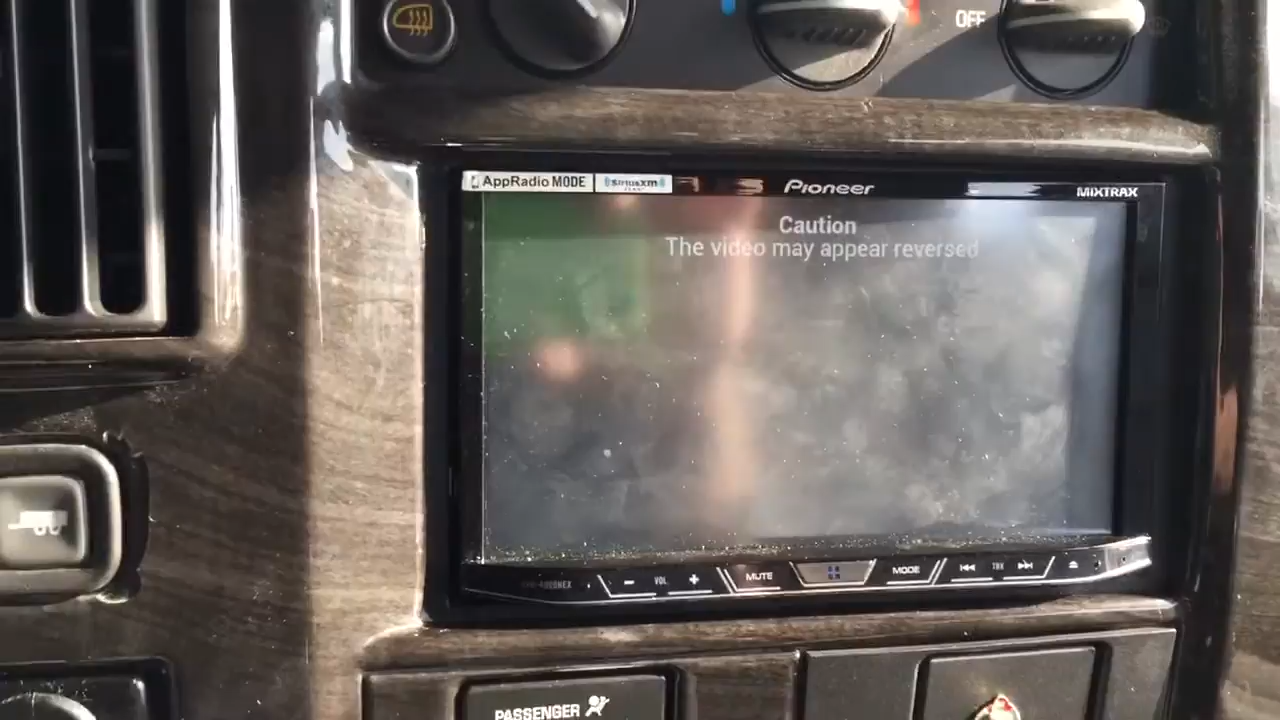 OFF
AppRadio MODE
siriusxm
Pioneer
MIXTRAX
Caution
The video may appear reversed
VOL
MUTE
MODE
TRK
PASSENGER